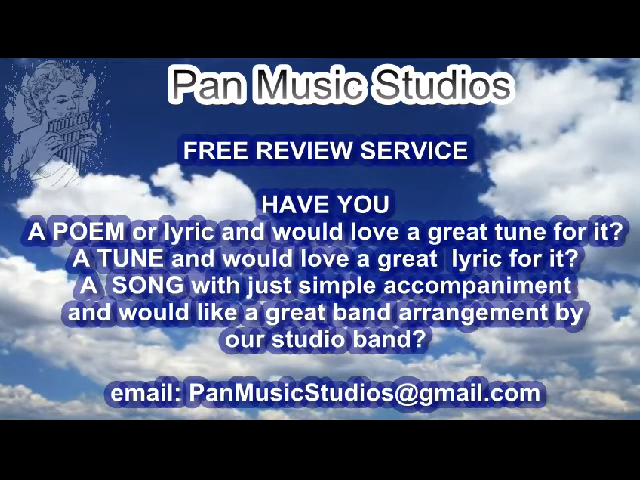 Pan Music Studios
FREE REVIEW SERVICE
HAVE YOU
A POEM or lyric and would love a great tune for it?
A TUNE and would love a great  lyric for it?
A  SONG with just simple accompaniment
and would like a great band arrangement by
our studio band?
email: PanMusicStudios@gmail.com